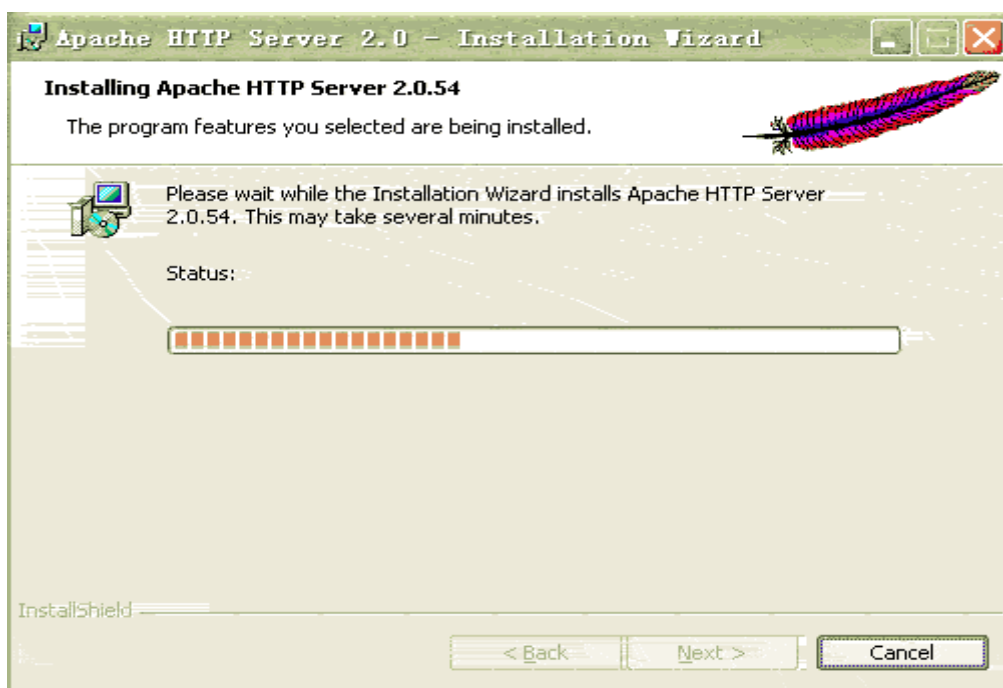 Apache HTTP Server 2.0 - Installation Wizard
Installing Apache HTTP Server 2.0.54
The program features you selected are being installed.
Please wait while the Installation Wizard installs Apache HTTP Server
2.0.54. This may take several minutes.
Status:
InstallShield
< Back
Next >
Cancel